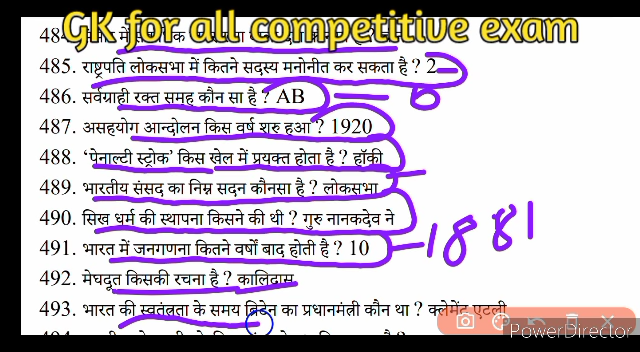 GK for all competitive exam
484.
485. राष्ट्रपति लोकसभा में कितने सदस्य मनोनीत कर सकता है ? 2
486. सर्वग्राही रक्त समूह कौन सा है ? AB O
487. असहयोग आन्दोलन किस वर्ष शुरु हुआ ? 1920
488. ‘पेनाल्टी स्ट्रोक’ किस खेल में प्रयुक्त होता है ? हॉकी
489. भारतीय संसद का निम्न सदन कौनसा है ? लोकसभा
490. सिख धर्म की स्थापना किसने की थी ? गुरु नानकदेव ने
491. भारत में जनगणना कितने वर्षों बाद होती है ? 10 1881
492. मेघदूत किसकी रचना है ? कालिदास
493. भारत की स्वतंत्रता के समय ब्रिटेन का प्रधानमंत्री कौन था ? क्लेमेंट एटली
PowerDirector